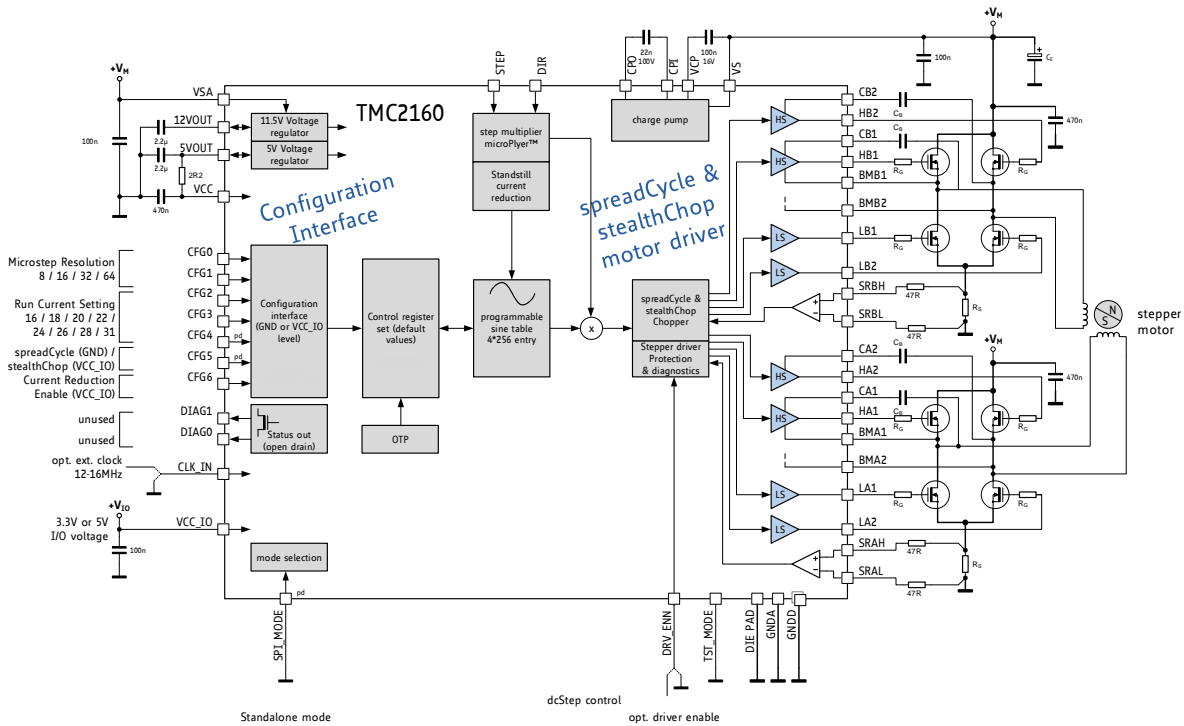 +VM
22n
100V
100n
16V
100n
CE
STEP
DIR
CPO
CPI
VCP
VS
+VM
VSA
12VOUT
5VOUT
VCC
100n
2.2µ
2.2µ
2R2
470n
11.5V Voltage
regulator
5V Voltage
regulator
TMC2160
step multiplier
microPlyer™
Standstill
current
reduction
charge pump
Configuration
Interface
spreadCycle &
stealthChop
motor driver
HS
HS
LS
LS
CB2
HB2
CB1
HB1
BMB1
BMB2
LB1
LB2
SRBH
SRBL
CB
CB
RG
RG
RG
RG
470n
47R
47R
RS
Microstep Resolution
8 / 16 / 32 / 64
Run Current Setting
16 / 18 / 20 / 22 /
24 / 26 / 28 / 31
spreadCycle (GND) /
stealthChop (VCC_IO)
Current Reduction
Enable (VCC_IO)
unused
unused
opt. ext. clock
12-16MHz
CFG0
CFG1
CFG2
CFG3
CFG4
CFG5
CFG6
pd
pd
DIAG1
DIAG0
CLK_IN
Configuration
interface
(GND or VCC_IO
level)
Control register
set (default
values)
programmable
sine table
4*256 entry
x
spreadCycle &
stealthChop
Chopper
Stepper driver
Protection
& diagnostics
Status out
(open drain)
OTP
N
S
stepper
motor
+VM
HS
HS
LS
LS
CA2
HA2
CA1
HA1
BMA1
BMA2
LA1
LA2
SRAH
SRAL
CB
CB
RG
RG
RG
RG
470n
47R
47R
RS
+VIO
3.3V or 5V
I/O voltage
VCC_IO
100n
mode selection
pd
SPI_MODE
DRV_ENN
TST_MODE
DIE PAD
GNDA
GNDD
dcStep control
Standalone mode
opt. driver enable